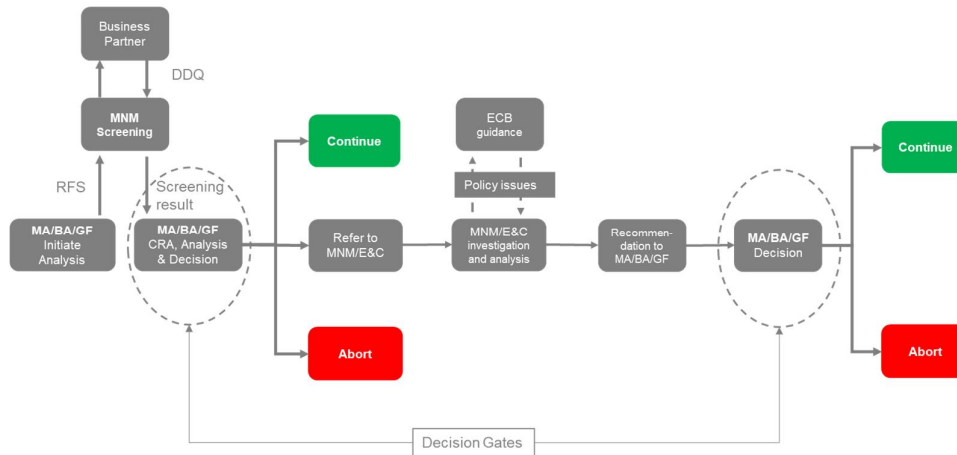 Business
Partner
DDQ
MNM
Screening
RFS
Screening
result
MA/BA/GF
Initiate
Analysis
MA/BA/GF
CRA, Analysis
& Decision
Continue
Refer to
MNM/E&C
Abort
ECB
guidance
Policy issues
MNM/E&C
investigation
and analysis
Recommen-
dation to
MA/BA/GF
MA/BA/GF
Decision
Continue
Abort
Decision Gates